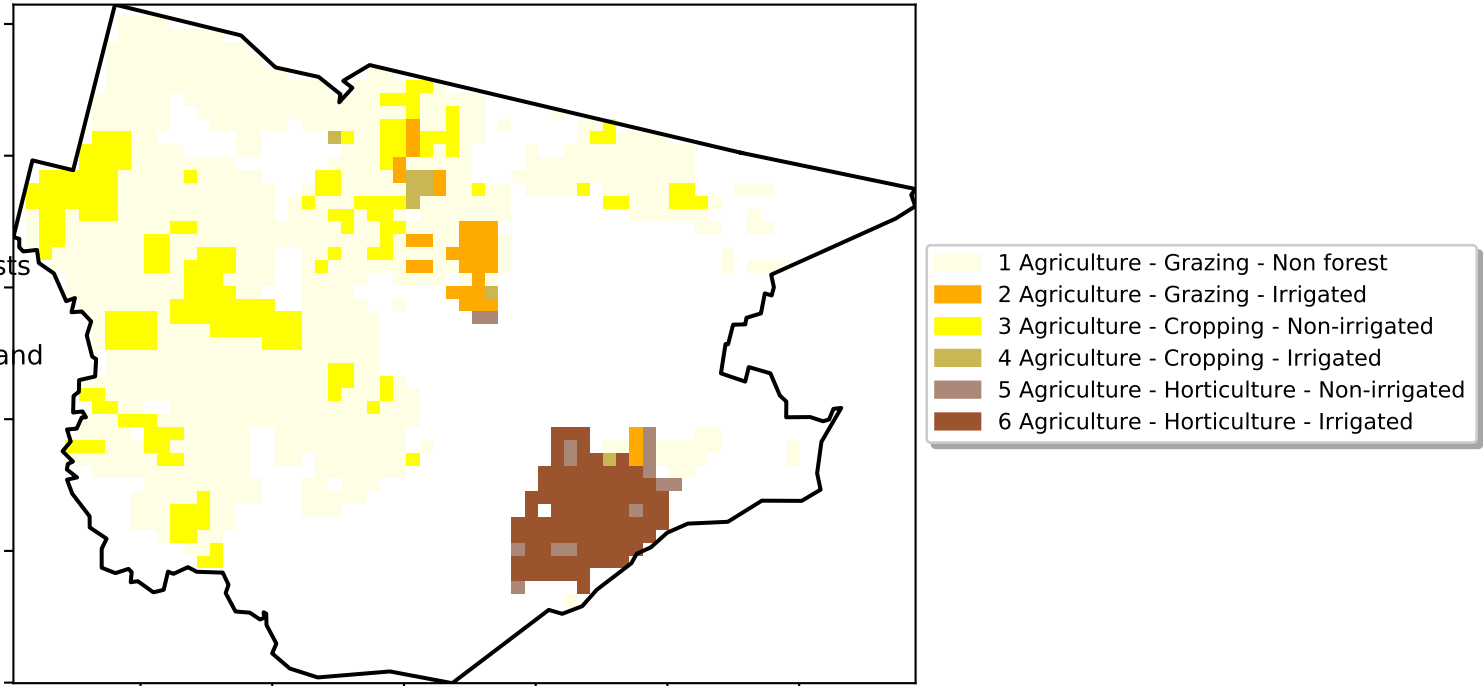 1 Agriculture - Grazing - Non forest
sts
2 Agriculture - Grazing - Irrigated
3 Agriculture - Cropping - Non-irrigated
and
4 Agriculture - Cropping - Irrigated
5 Agriculture - Horticulture - Non-irrigated
6 Agriculture - Horticulture - Irrigated